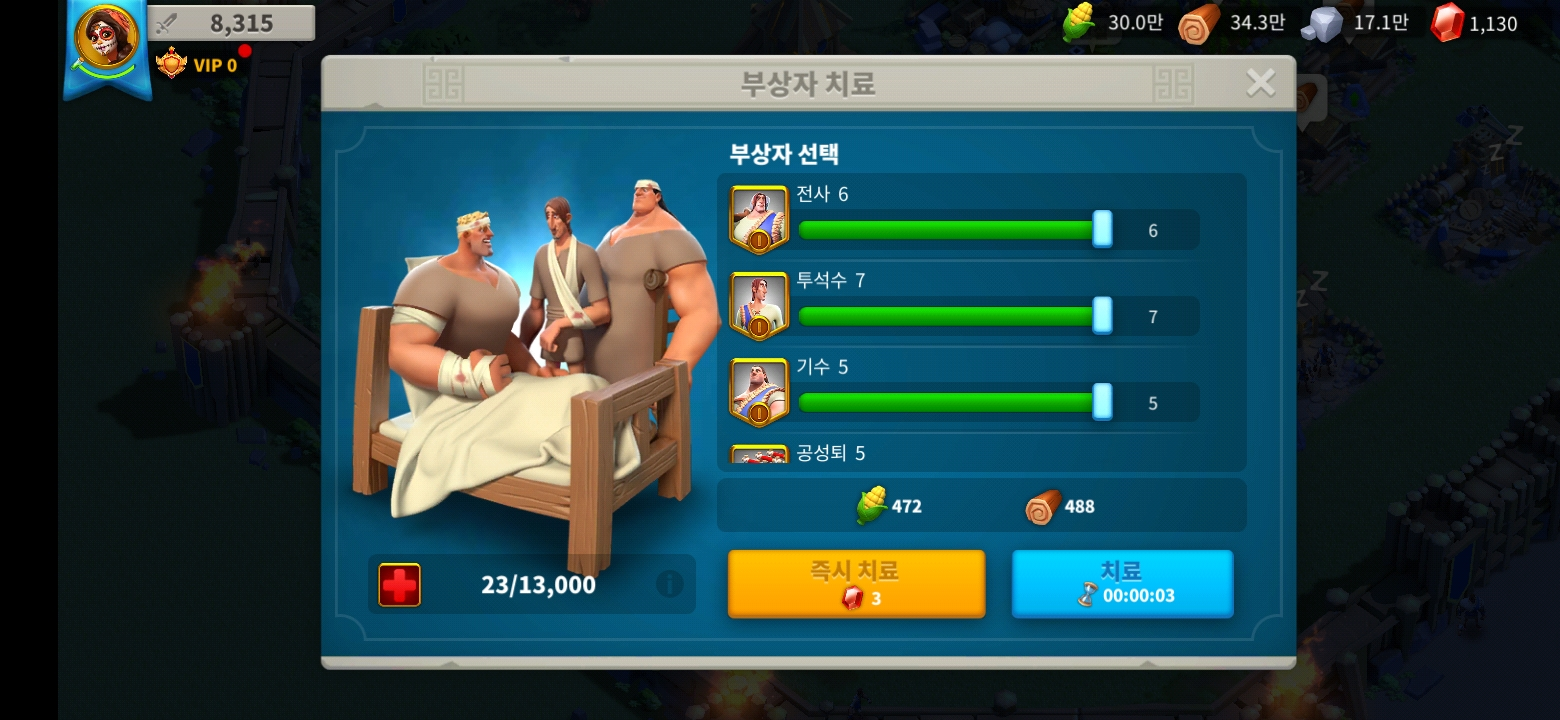 8,315
30.0만
34.3만
17.1만
1,130
VIP 0
부상자 치료
부상자 선택
전사 6
6
투석수 7
7
기수 5
5
공성퇴 5
472
488
23/13,000
즉시 치료
3
치료
00:00:03